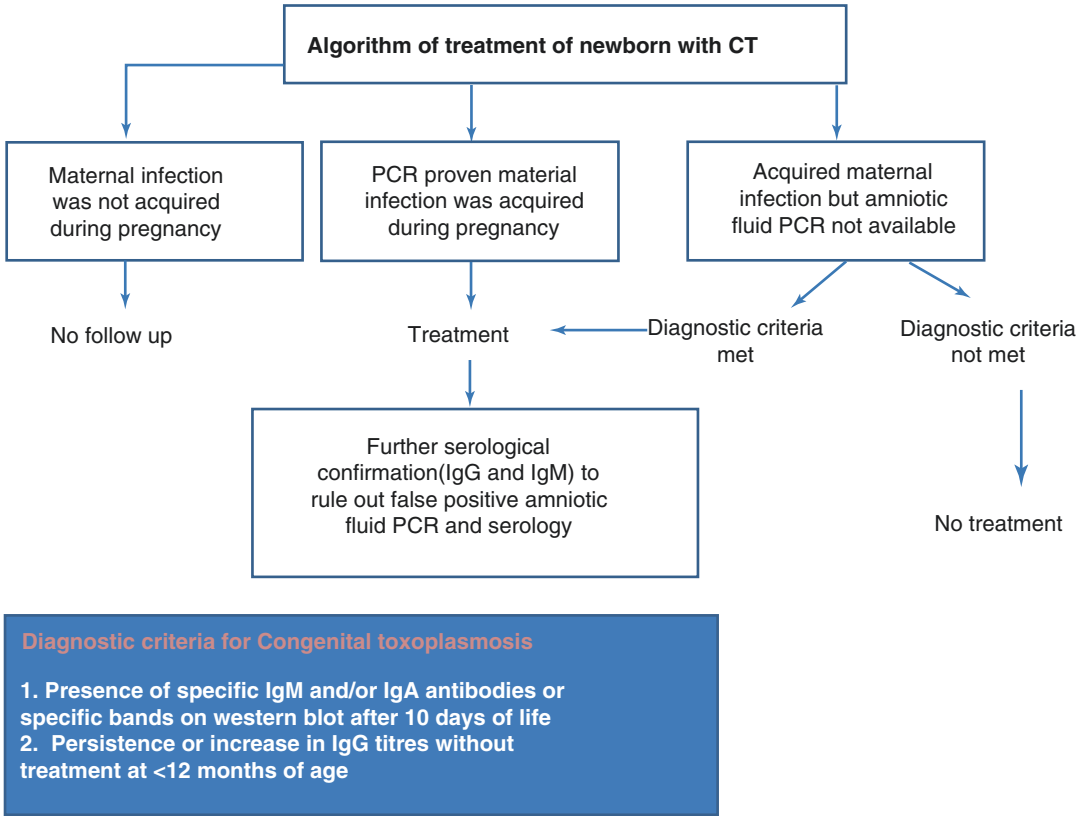 Algorithm of treatment of newborn with CT
Maternal infection
was not acquired
during pregnancy
PCR proven material
infection was acquired
during pregnancy
Acquired maternal
infection but amniotic
fluid PCR not available
No follow up
Treatment
Diagnostic criteria
met
Diagnostic criteria
not met
Further serological
confirmation(IgG and IgM) to
rule out false positive amniotic
fluid PCR and serology
No treatment
Diagnostic criteria for Congenital toxoplasmosis
1. Presence of specific IgM and/or IgA antibodies or
specific bands on western blot after 10 days of life
2. Persistence or increase in IgG titres without
treatment at <12 months of age